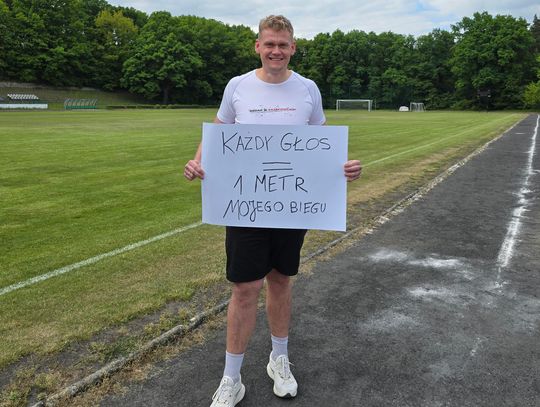 KAŻDY GŁOS
=
1 METR
MOJEGO BIEGU